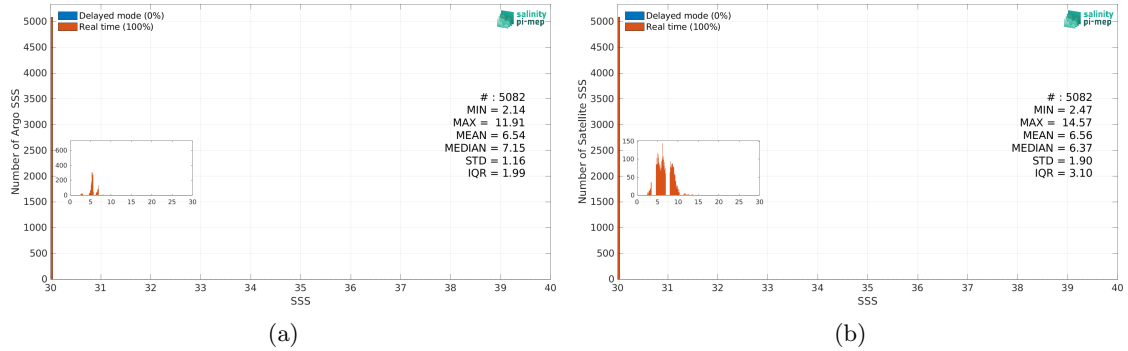 Delayed mode (0%)
Real time (100%)
salinity
pi-mep
5000
4500
4000
3500
3000
2500
2000
1500
1000
500
0
Number of Argo SSS
# : 5082
MIN = 2.14
MAX = 11.91
MEAN = 6.54
MEDIAN = 7.15
STD = 1.16
IQR = 1.99
600
400
200
0
0 5 10 15 20 25 30
30 31 32 33 34 35 36 37 38 39 40
SSS
(a)
Delayed mode (0%)
Real time (100%)
salinity
pi-mep
5000
4500
4000
3500
3000
2500
2000
1500
1000
500
0
Number of Satellite SSS
# : 5082
MIN = 2.47
MAX = 14.57
MEAN = 6.56
MEDIAN = 6.37
STD = 1.90
IQR = 3.10
150
100
50
0
0 5 10 15 20 25 30
30 31 32 33 34 35 36 37 38 39 40
SSS
(b)